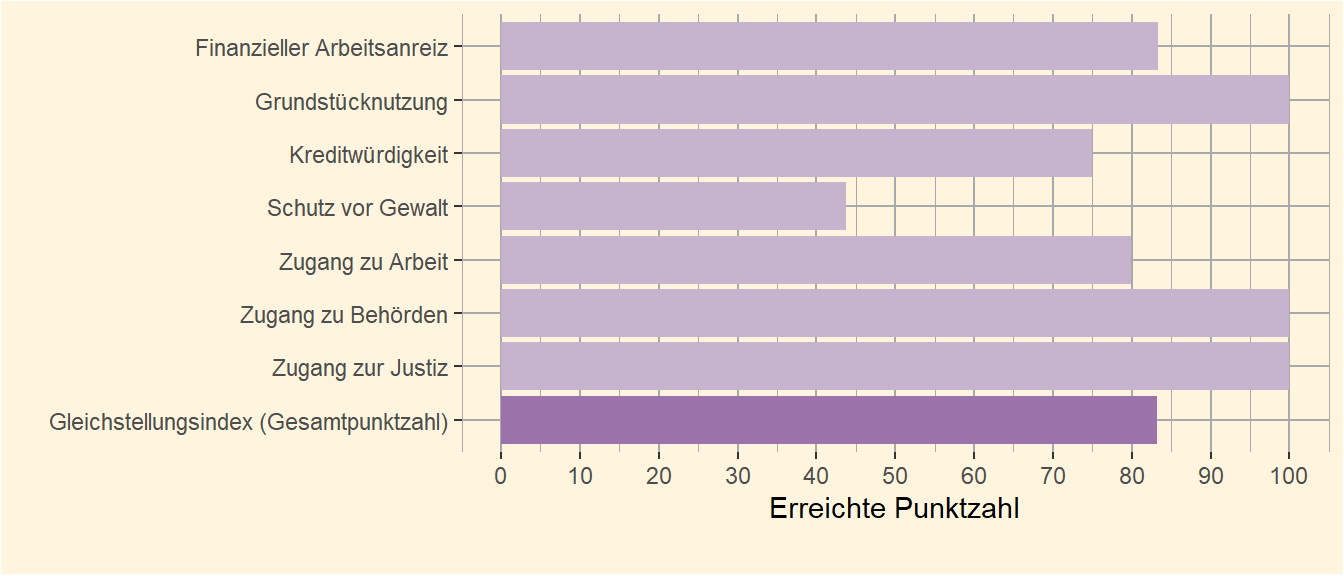 Finanzieller Arbeitsanreiz
Grundstücknutzung
Kreditwürdigkeit
Schutz vor Gewalt
Zugang zu Arbeit
Zugang zu Behörden
Zugang zur Justiz
Gleichstellungsindex (Gesamtpunktzahl)
0 10 20 30 40 50 60 70 80 90 100
Erreichte Punktzahl